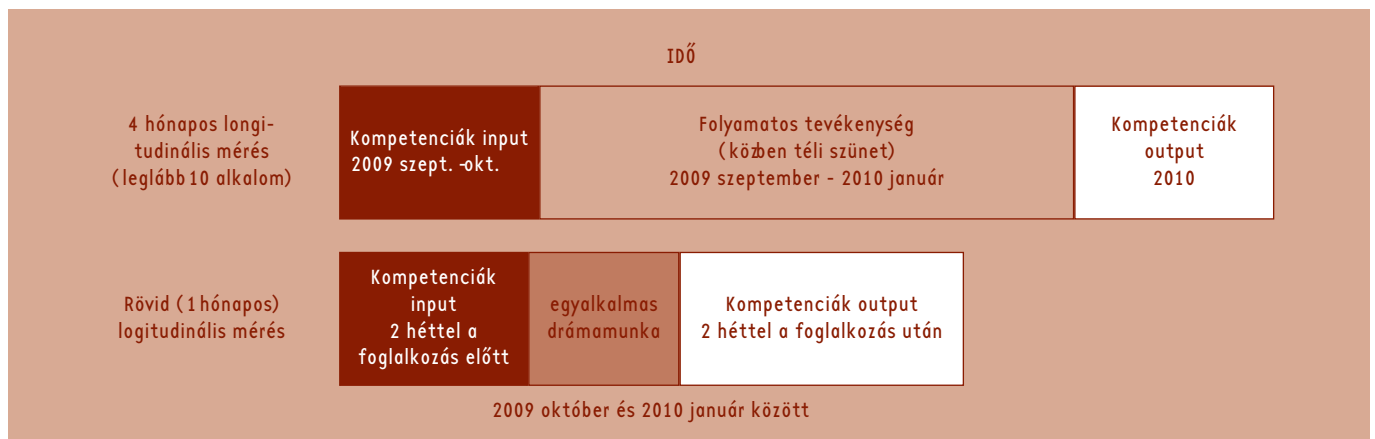 IDŐ
4 hónapos longi-
tudinális mérés
(leglább 10 alkalom)
Kompetenciák input
2009 szept. -okt.
Folyamatos tevékenység
(közben téli szünet)
2009 szeptember - 2010 január
Kompetenciák
output
2010
Rövid (1 hónapos)
logitudinális mérés
Kompetenciák
input
2 héttel a
foglalkozás előtt
egyalkalmas
drámamunka
Kompetenciák output
2 héttel a foglalkozás után
2009 október és 2010 január között